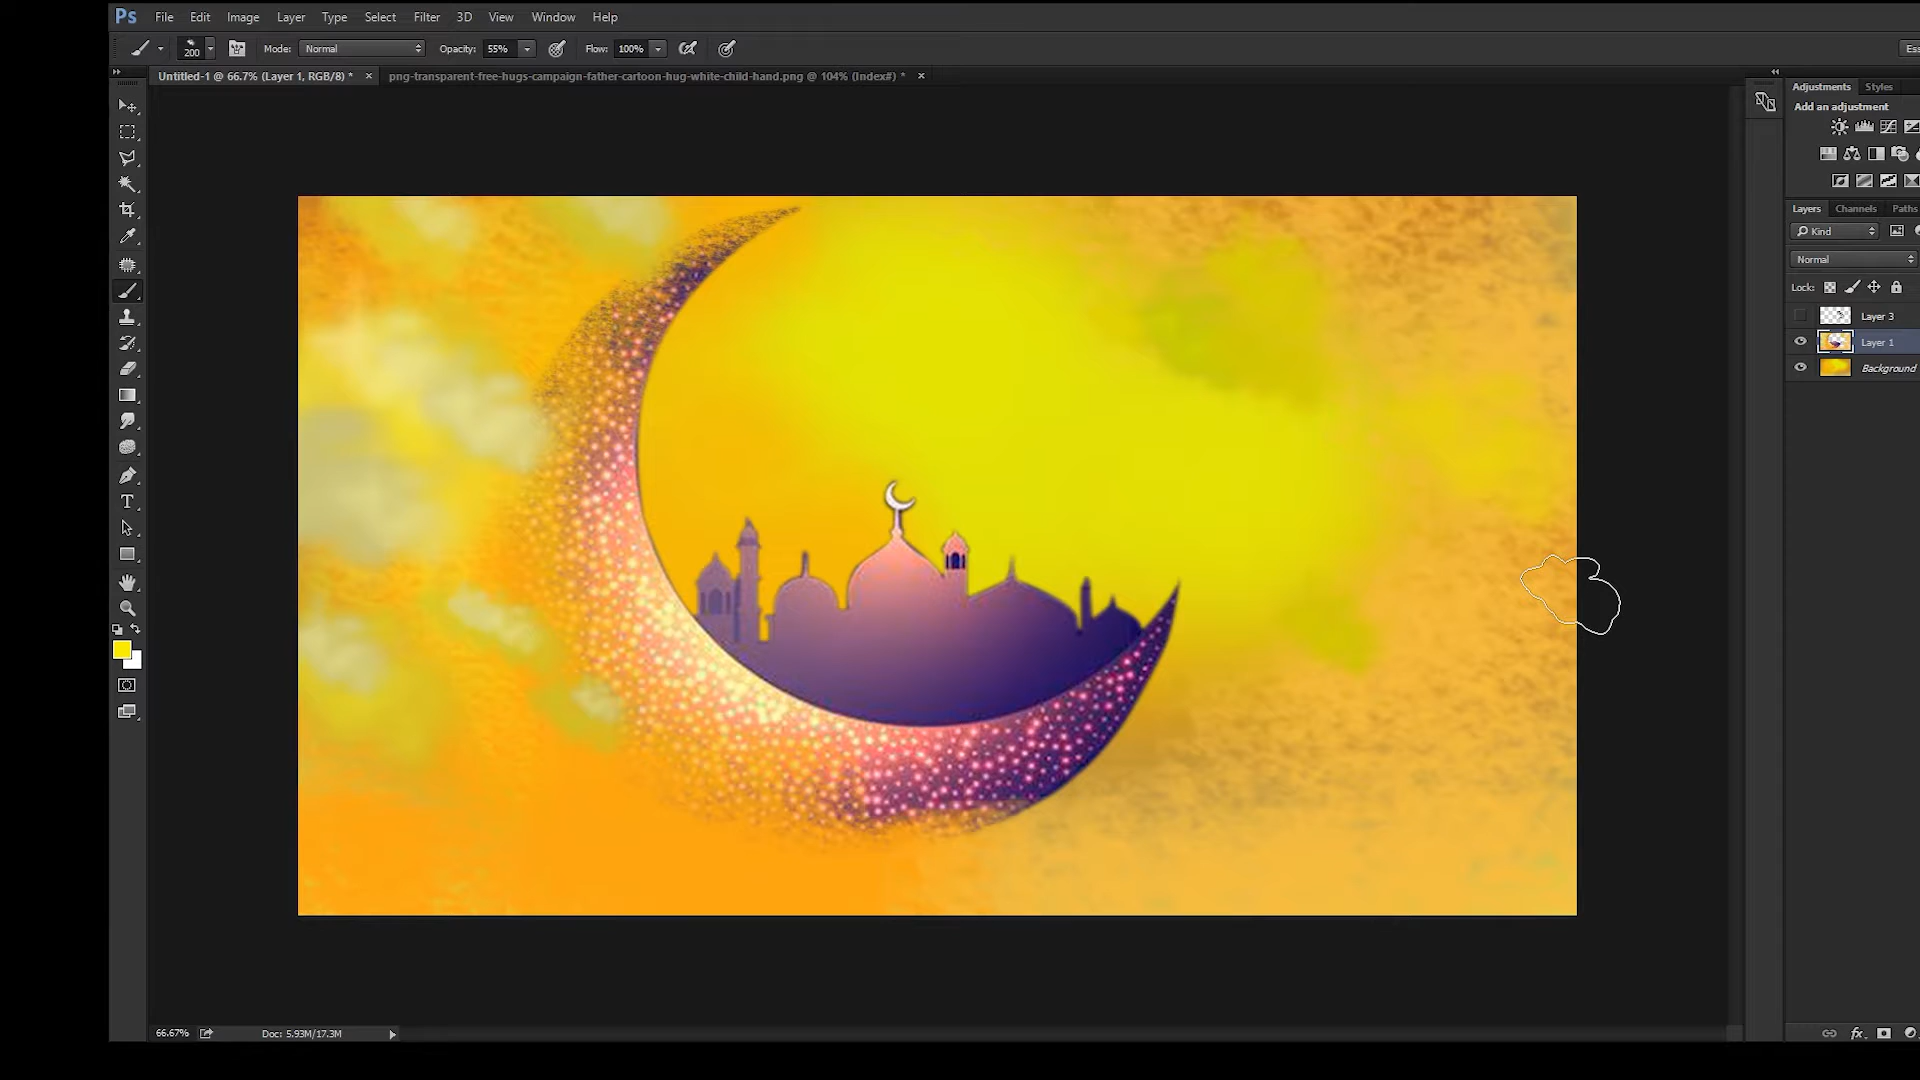 Ps File Edit Image Layer Type Select Filter 3D View Window Help
200 Mode: Normal Opacity: 55% Flow: 100%
Untitled-1 @ 66.7% (Layer 1, RGB/8) * × png-transparent-free-hugs-campaign-father-cartoon-hug-white-child-hand.png @ 104% (Index#) * ×
Adjustments Styles
Add an adjustment
Layers Channels Paths
Kind
Normal
Lock:
Layer 3
Layer 1
Background
T
66.67% Doc: 5.93M/17.3M
fx